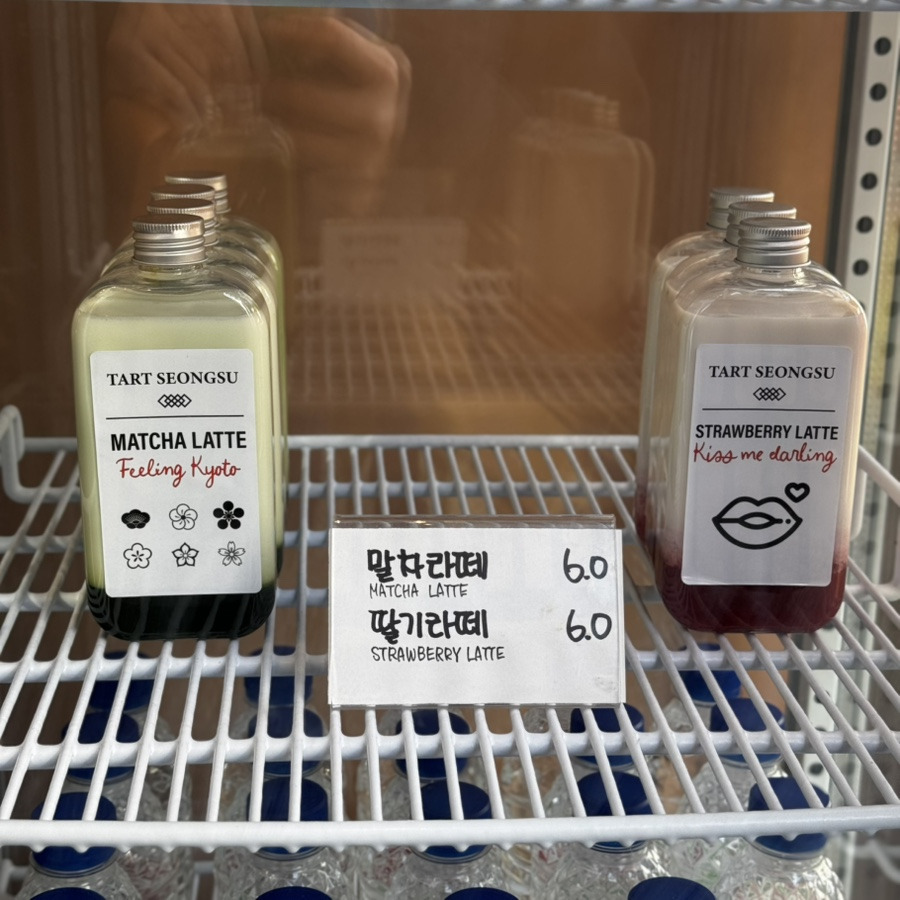 TART SEONGSU
MATCHA LATTE
Feeling Kyoto
TART SEONGSU
STRAWBERRY LATTE
Kiss me darling
말차라떼 6.0
MATCHA LATTE
딸기라떼 6.0
STRAWBERRY LATTE